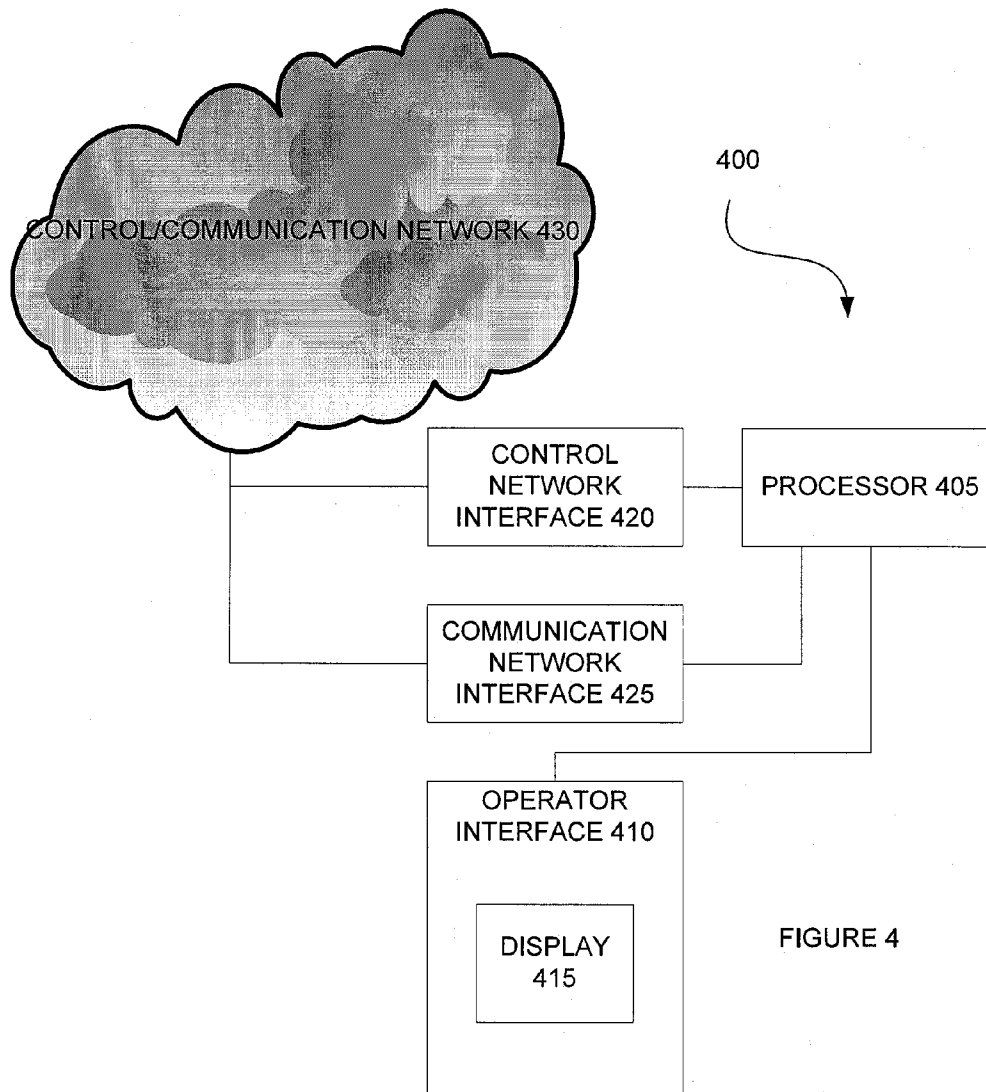 400
CONTROL/COMMUNICATION NETWORK 430
CONTROL
NETWORK
INTERFACE 420
PROCESSOR 405
COMMUNICATION
NETWORK
INTERFACE 425
OPERATOR
INTERFACE 410
DISPLAY
415
FIGURE 4